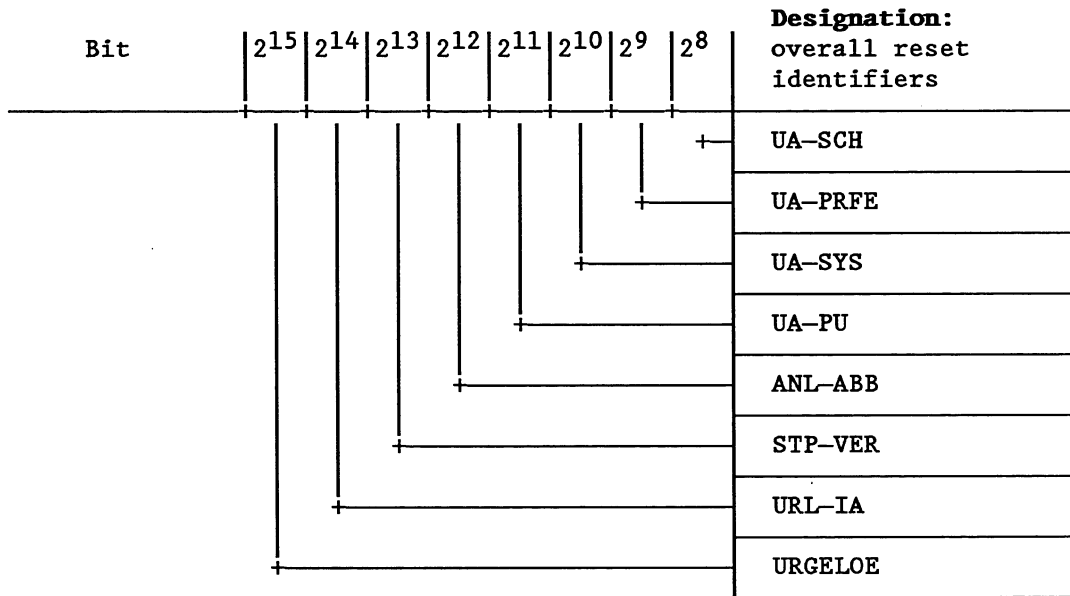 Designation:
Bit 2^15 2^14 2^13 2^12 2^11 2^10 2^9 2^8 overall reset
identifiers
UA-SCH
UA-PRFE
UA-SYS
UA-PU
ANL-ABB
STP-VER
URL-IA
URGELOE